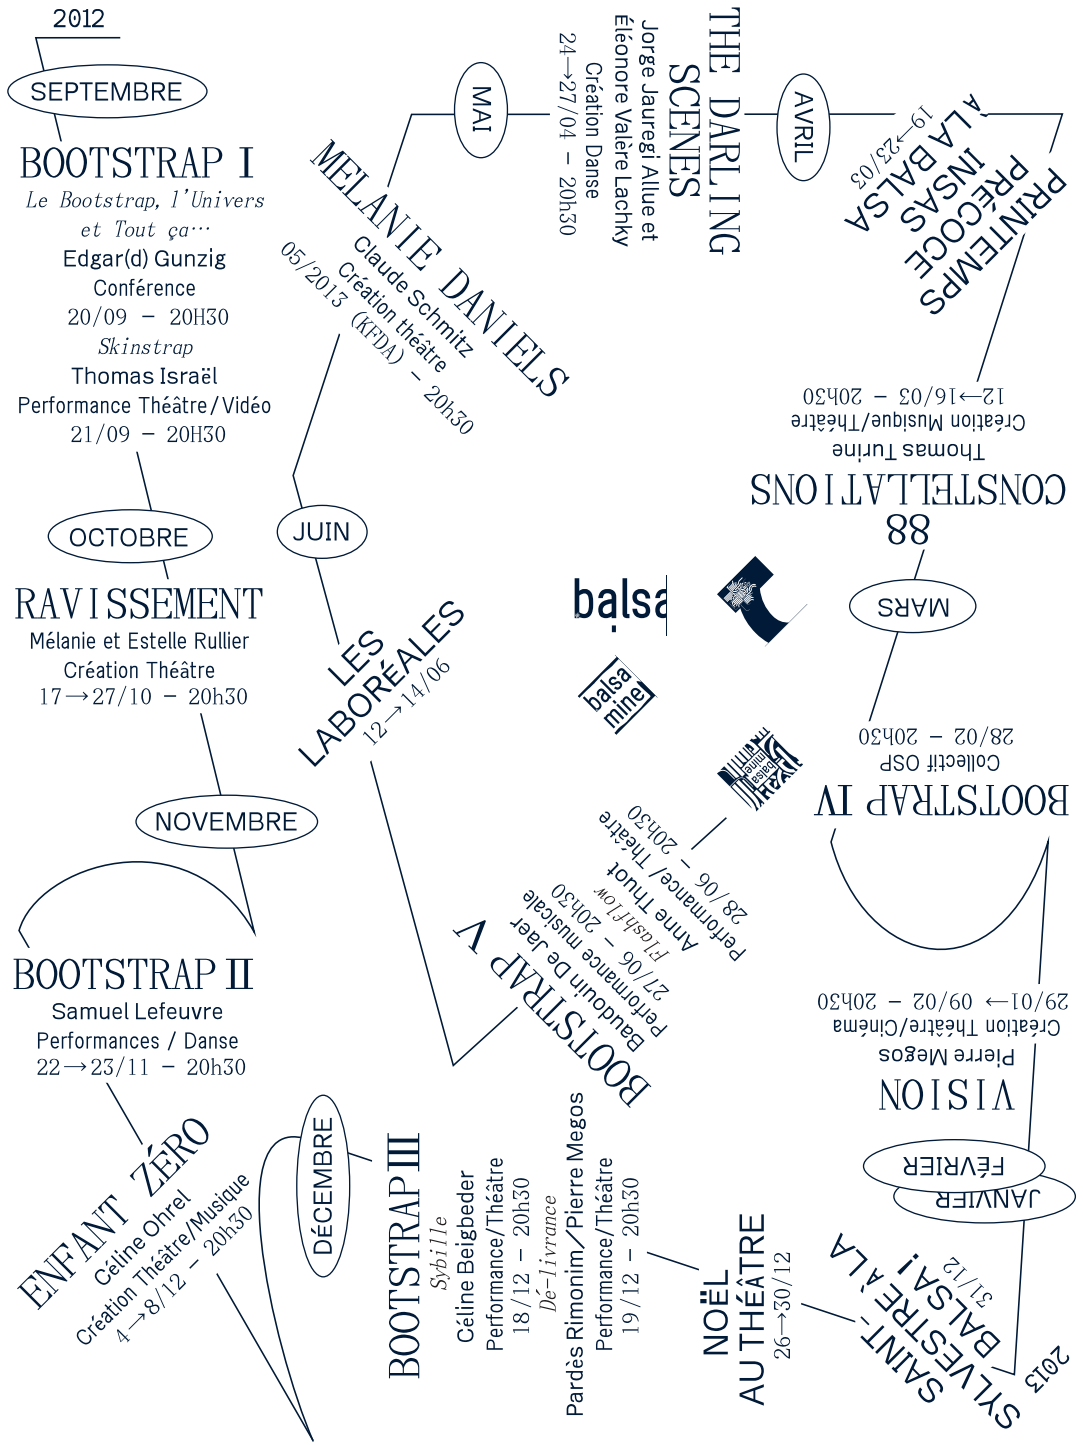 2012
SEPTEMBRE
BOOTSTRAP I
Le Bootstrap, l'Univers
et Tout ça…
Edgar(d) Gunzig
Conférence
20/09 – 20H30
Skinstrap
Thomas Israël
Performance Théâtre/Vidéo
21/09 – 20H30
OCTOBRE
RAVISSEMENT
Mélanie et Estelle Rullier
Création Théâtre
17→27/10 – 20h30
NOVEMBRE
BOOTSTRAP II
Samuel Lefeuvre
Performances / Danse
22→23/11 – 20h30
ENFANT ZÉRO
Céline Ohrel
Création Théâtre/Musique
4→8/12 – 20h30
DÉCEMBRE
BOOTSTRAP III
Sybille
Céline Beigbeder
Performance/Théâtre
18/12 – 20h30
Dé-livrance
Pardès Rimonim/Pierre Megos
Performance/Théâtre
19/12 – 20h30
NOËL
AU THÉÂTRE
26→30/12
SAINT-
SYLVESTRE À LA
BALSA!
31/12
2013
JANVIER
FÉVRIER
VISION
Pierre Megos
Création Théâtre/Cinéma
29/01→ 09/02 – 20h30
BOOTSTRAP IV
Collectif OSP
28/02 – 20h30
MARS
88
CONSTELLATIONS
Thomas Turine
Création Musique/Théâtre
12→16/03 – 20h30
PRINTEMPS
PRÉCOCE
INSAS
À LA BALSA
19→23/03
AVRIL
THE DARLING
SCENES
Jorge Jauregi Allue et
Éléonore Valère Lachky
Création Danse
24→27/04 – 20h30
MAI
MELANIE DANIELS
Claude Schmitz
Création théâtre
05/2013 (KFDA) – 20h30
JUIN
LES
LABORÉALES
12→14/06
BOOTSTRAP V
Baudouin De Jaer
Performance musicale
27/06 – 20h30
Flashflow
Anne Thuot
Performance/ Théâtre
28/06 – 20h30
balsa
balsa
mine
balsa
mine